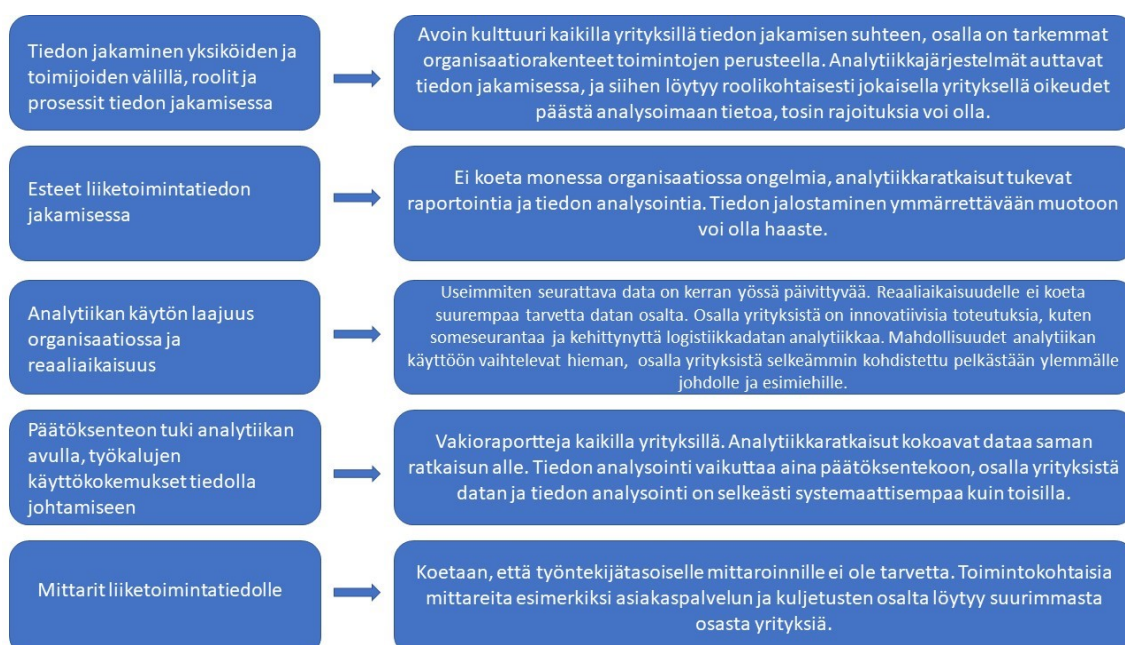 Tiedon jakaminen yksiköiden ja
toimijoiden välillä, roolit ja
prosessit tiedon jakamisessa
Avoin kulttuuri kaikilla yrityksillä tiedon jakamisen suhteen, osalla on tarkemmat
organisaatiorakenteet toimintojen perusteella. Analytiikkajärjestelmät auttavat
tiedon jakamisessa, ja siihen löytyy roolikohtaisesti jokaisella yrityksellä oikeudet
päästä analysoimaan tietoa, tosin rajoituksia voi olla.
Esteet liiketoimintatiedon
jakamisessa
Ei koeta monessa organisaatiossa ongelmia, analytiikkaratkaisut tukevat
raportointia ja tiedon analysointia. Tiedon jalostaminen ymmärrettävään muotoon
voi olla haaste.
Analytiikan käytön laajuus
organisaatiossa ja
reaaliaikaisuus
Useimmiten seurattava data on kerran yössä päivittyvää. Reaaliaikaisuudelle ei koeta
suurempaa tarvetta datan osalta. Osalla yrityksistä on innovatiivisia toteutuksia, kuten
someseurantaa ja kehittynyttä logistiikkadatan analytiikkaa. Mahdollisuudet analytiikan
käyttöön vaihtelevat hieman, osalla yrityksistä selkeämmin kohdistettu pelkästään ylemmälle
johdolle ja esimiehille.
Päätöksenteon tuki analytiikan
avulla, työkalujen
käyttökokemukset tiedolla
johtamiseen
Vakioraportteja kaikilla yrityksillä. Analytiikkaratkaisut kokoavat dataa saman
ratkaisun alle. Tiedon analysointi vaikuttaa aina päätöksentekoon, osalla yrityksistä
datan ja tiedon analysointi on selkeästi systemaattisempaa kuin toisilla.
Mittarit liiketoimintatiedolle
Koetaan, että työntekijätasoiselle mittaroinnille ei ole tarvetta. Toimintokohtaisia
mittareita esimerkiksi asiakaspalvelun ja kuljetusten osalta löytyy suurimmasta
osasta yrityksiä.